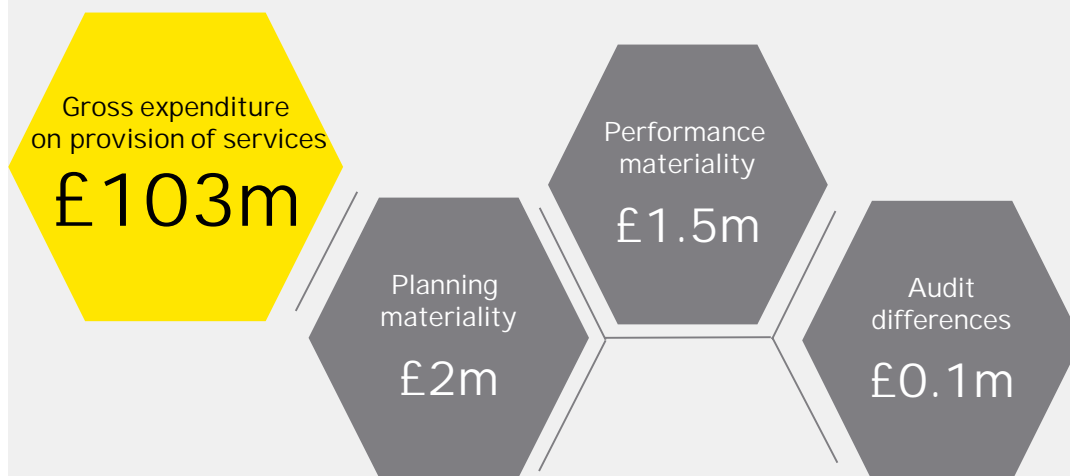 Gross expenditure
on provision of services
£103m
Planning
materiality
£2m
Performance
materiality
£1.5m
Audit
differences
£0.1m